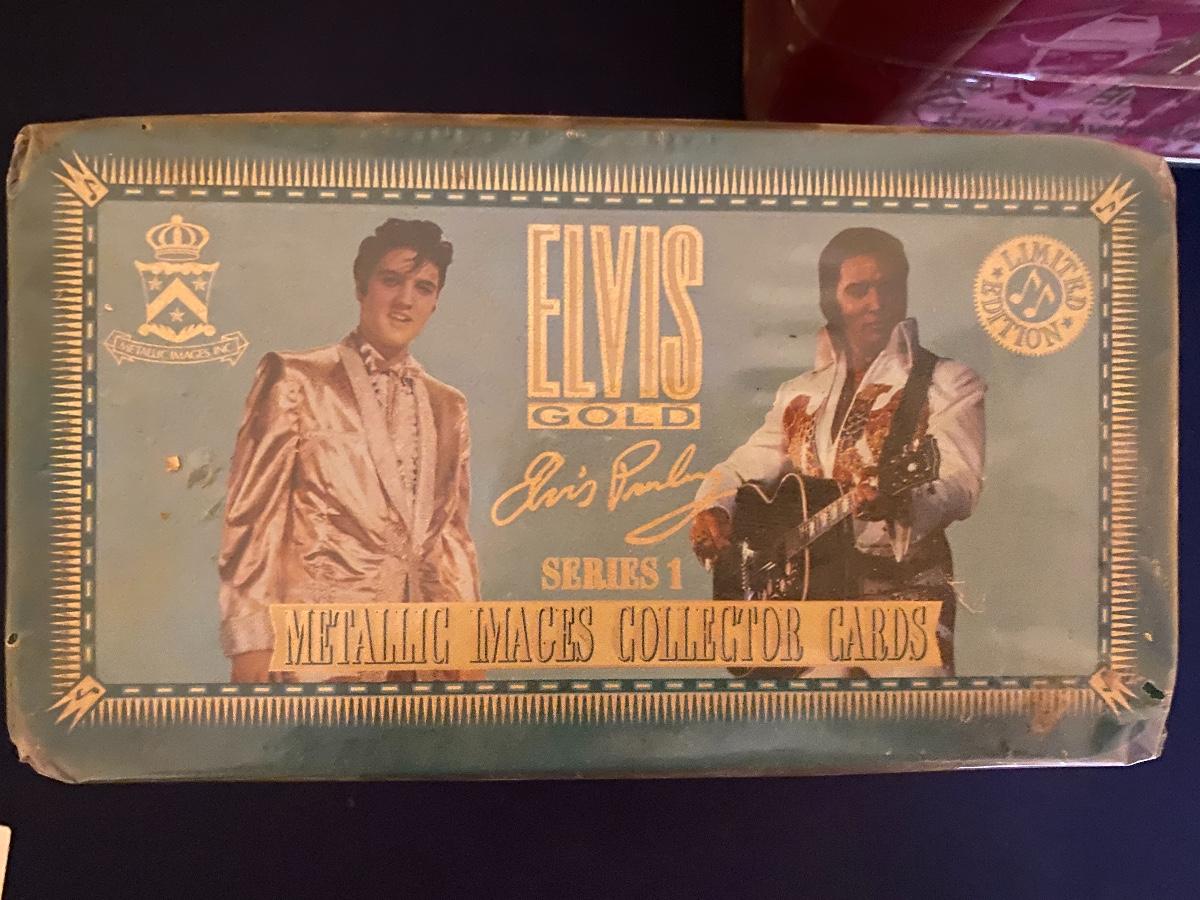 ELVIS
GOLD
Elvis Presley
SERIES 1
METALLIC IMAGES COLLECTOR CARDS
METALLIC IMAGES INC.
LIMITED
EDITION